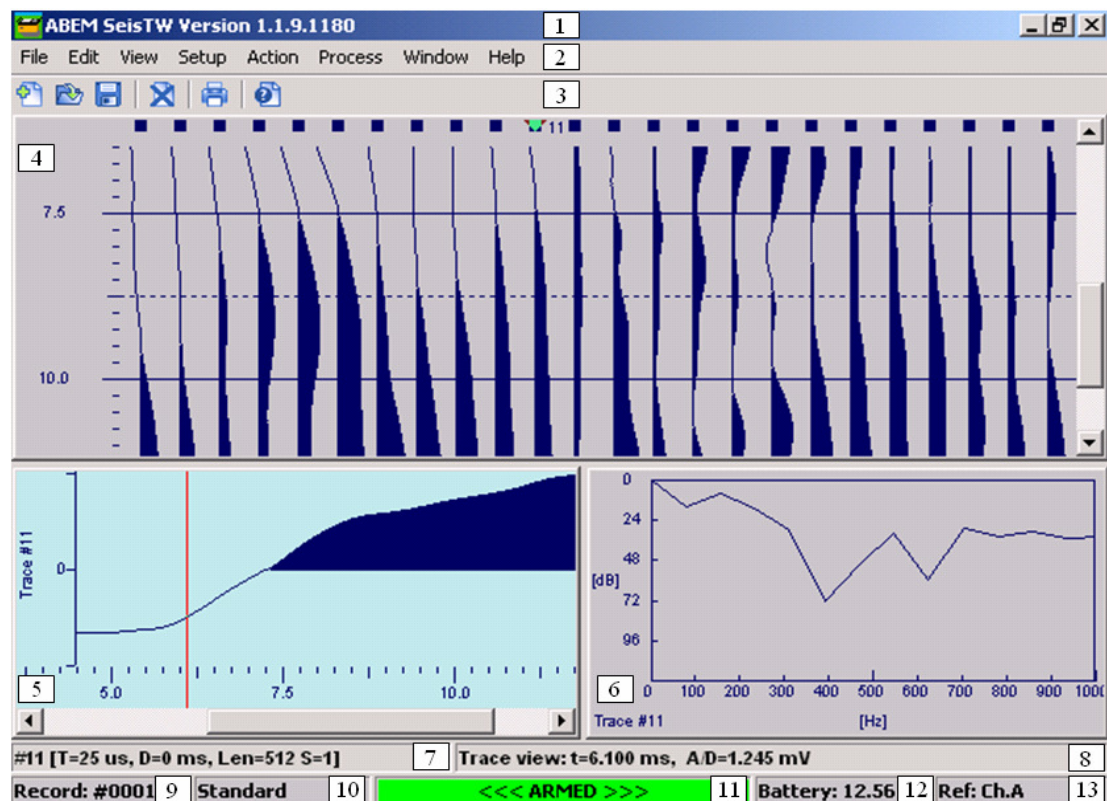 ABEM SeisTW Version 1.1.9.1180 1
File Edit View Setup Action Process Window Help 2
3
4
11
7.5
10.0
Trace #11
0
5.0 7.5 10.0
5
0
24
48
[dB]
72
96
0 100 200 300 400 500 600 700 800 900 1000
6
Trace #11 [Hz]
#11 [T=25 us, D=0 ms, Len=512 S=1] 7 Trace view: t=6.100 ms, A/D=1.245 mV 8
Record: #0001 9 Standard 10 <<< ARMED >>> 11 Battery: 12.56 12 Ref: Ch.A 13